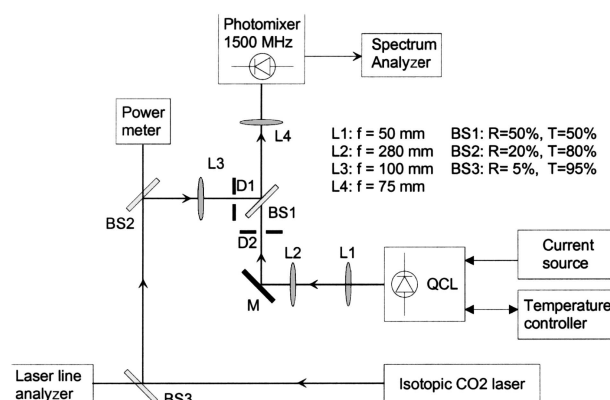 Photomixer
1500 MHz
Spectrum
Analyzer
Power
meter
L4
L1: f = 50 mm BS1: R=50%, T=50%
L2: f = 280 mm BS2: R=20%, T=80%
L3: f = 100 mm BS3: R= 5%, T=95%
L4: f = 75 mm
L3
D1
BS1
BS2
D2
L2
L1
M
QCL
Current
source
Temperature
controller
Laser line
analyzer
BS3
Isotopic CO2 laser